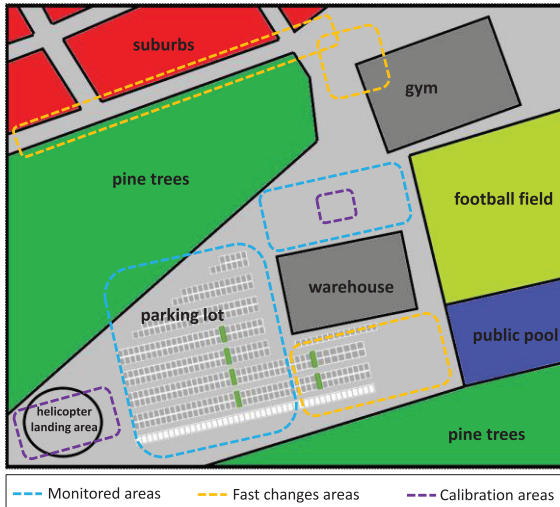 suburbs
gym
pine trees
football field
warehouse
parking lot
public pool
helicopter
landing area
pine trees
Monitored areas
Fast changes areas
Calibration areas